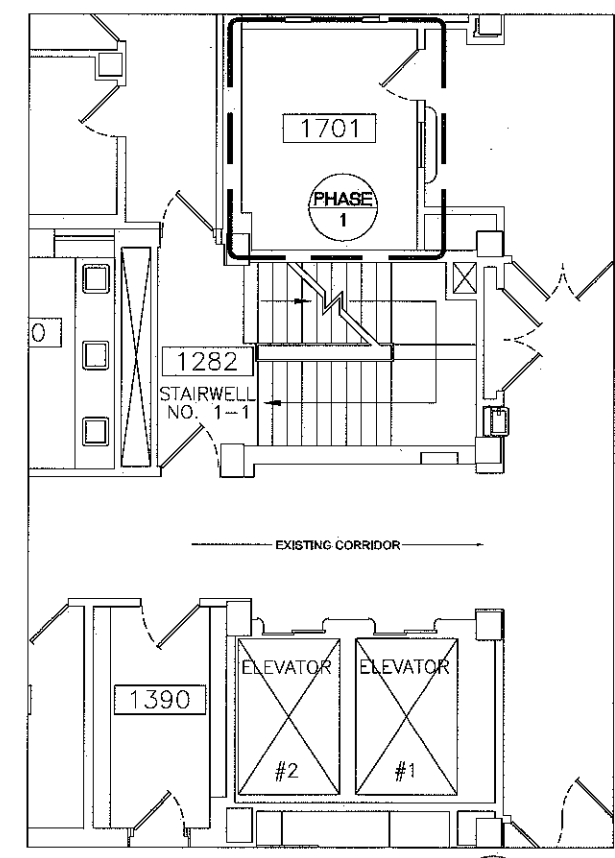 1701
PHASE
1
0
1282
STAIRWELL
NO. 1-1
EXISTING CORRIDOR
1390
ELEVATOR
#2
ELEVATOR
#1